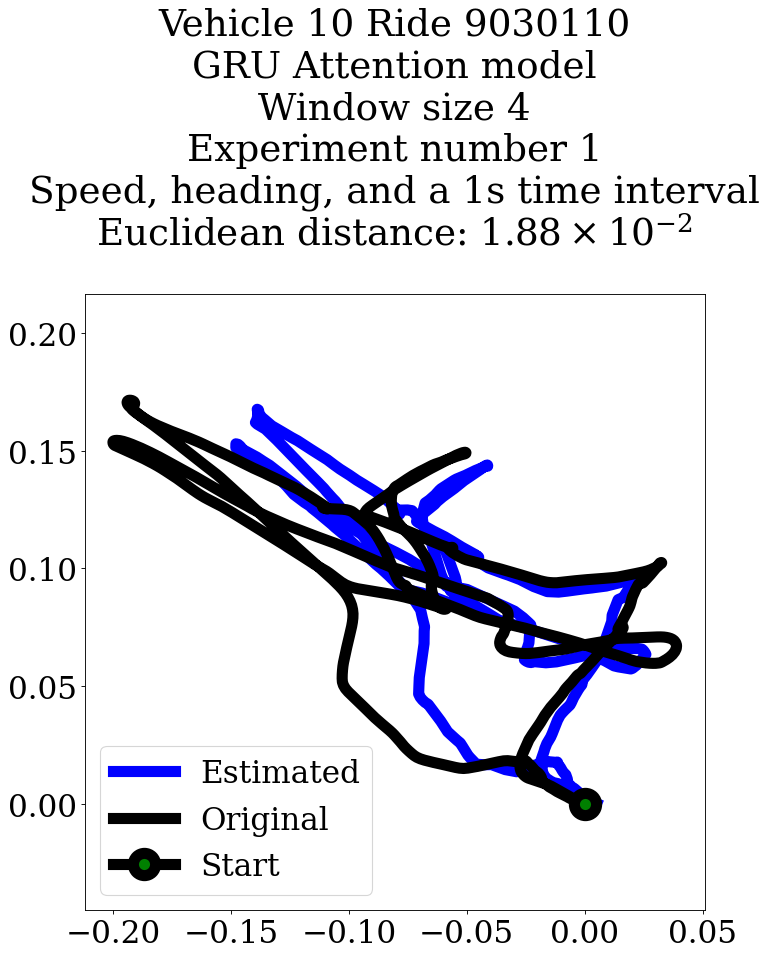 Vehicle 10 Ride 9030110
GRU Attention model
Window size 4
Experiment number 1
Speed, heading, and a 1s time interval
Euclidean distance: 1.88 × 10⁻²
0.20
0.15
0.10
0.05
0.00
Estimated
Original
Start
−0.20 −0.15 −0.10 −0.05 0.00 0.05